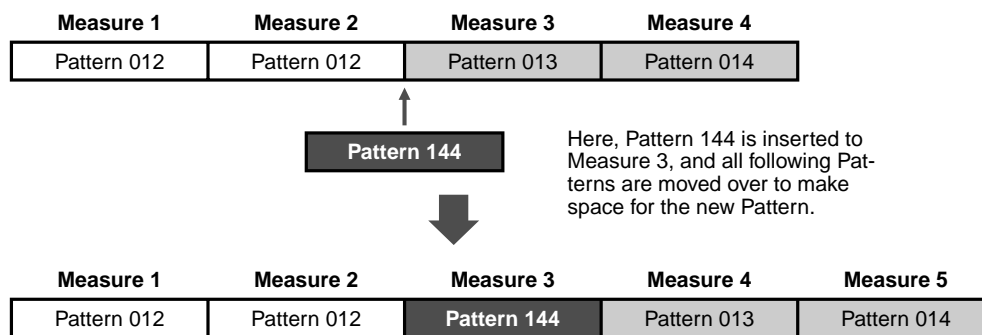 Measure 1 Measure 2 Measure 3 Measure 4
Pattern 012 Pattern 012 Pattern 013 Pattern 014
Pattern 144
Here, Pattern 144 is inserted to
Measure 3, and all following Pat-
terns are moved over to make
space for the new Pattern.
Measure 1 Measure 2 Measure 3 Measure 4 Measure 5
Pattern 012 Pattern 012 Pattern 144 Pattern 013 Pattern 014